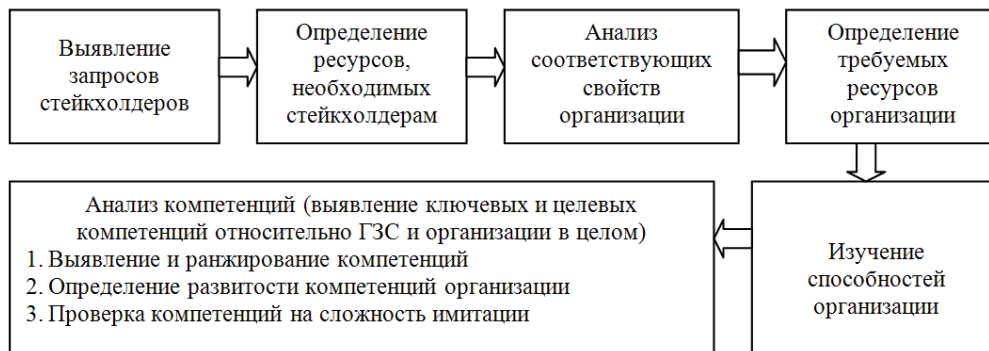 Выявление
запросов
стейкхолдеров
Определение
ресурсов,
необходимых
стейкхолдерам
Анализ
соответствующих
свойств
организации
Определение
требуемых
ресурсов
организации
Изучение
способностей
организации
Анализ компетенций (выявление ключевых и целевых
компетенций относительно ГЗС и организации в целом)
1. Выявление и ранжирование компетенций
2. Определение развитости компетенций организации
3. Проверка компетенций на сложность имитации